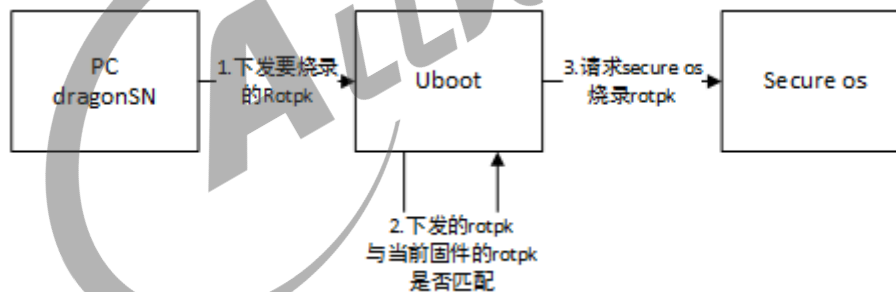 PC
dragonSN
1.下发要烧录
的Rotpk
Uboot
3.请求secure os
烧录rotpk
Secure os
2.下发的rotpk
与当前固件的rotpk
是否匹配